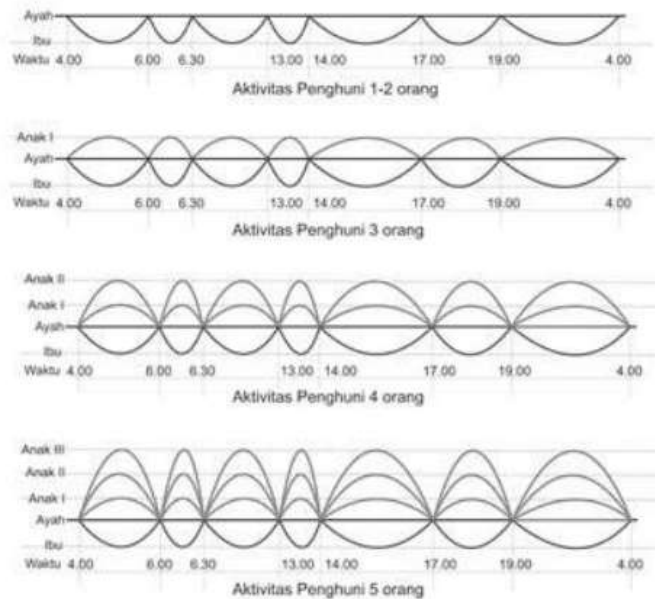 Ayah
Ibu
Waktu 4.00 6.00 6.30 13.00 14.00 17.00 19.00 4.00
Aktivitas Penghuni 1-2 orang
Anak I
Ayah
Ibu
Waktu 4.00 6.00 6.30 13.00 14.00 17.00 19.00 4.00
Aktivitas Penghuni 3 orang
Anak II
Anak I
Ayah
Ibu
Waktu 4.00 6.00 6.30 13.00 14.00 17.00 19.00 4.00
Aktivitas Penghuni 4 orang
Anak III
Anak II
Anak I
Ayah
Ibu
Waktu 4.00 6.00 6.30 13.00 14.00 17.00 19.00 4.00
Aktivitas Penghuni 5 orang